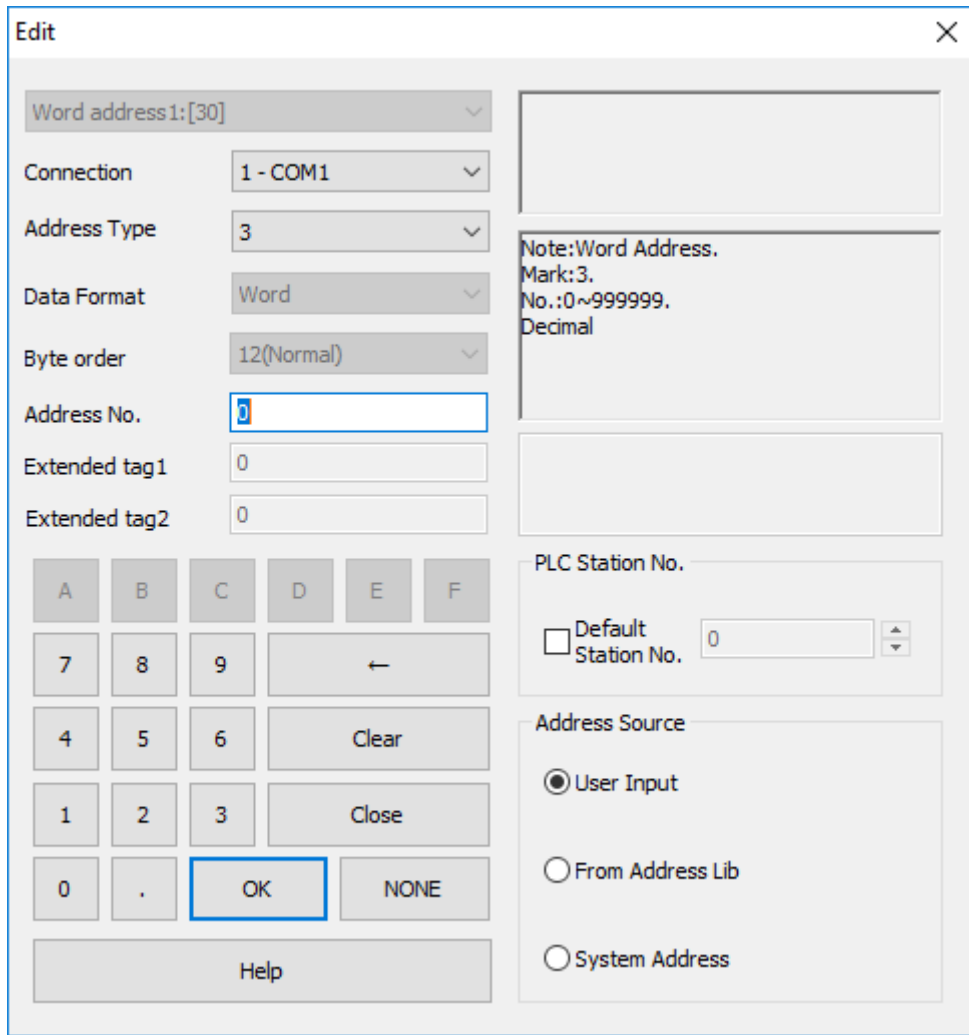 Edit
Word address1:[30]
Connection
1 - COM1
Address Type
3
Data Format
Word
Byte order
12(Normal)
Address No.
0
Extended tag1
0
Extended tag2
0
A B C D E F
7 8 9 ←
4 5 6 Clear
1 2 3 Close
0 . OK NONE
Help
Note:Word Address.
Mark:3.
No.:0~999999.
Decimal
PLC Station No.
Default
Station No.
0
Address Source
User Input
From Address Lib
System Address